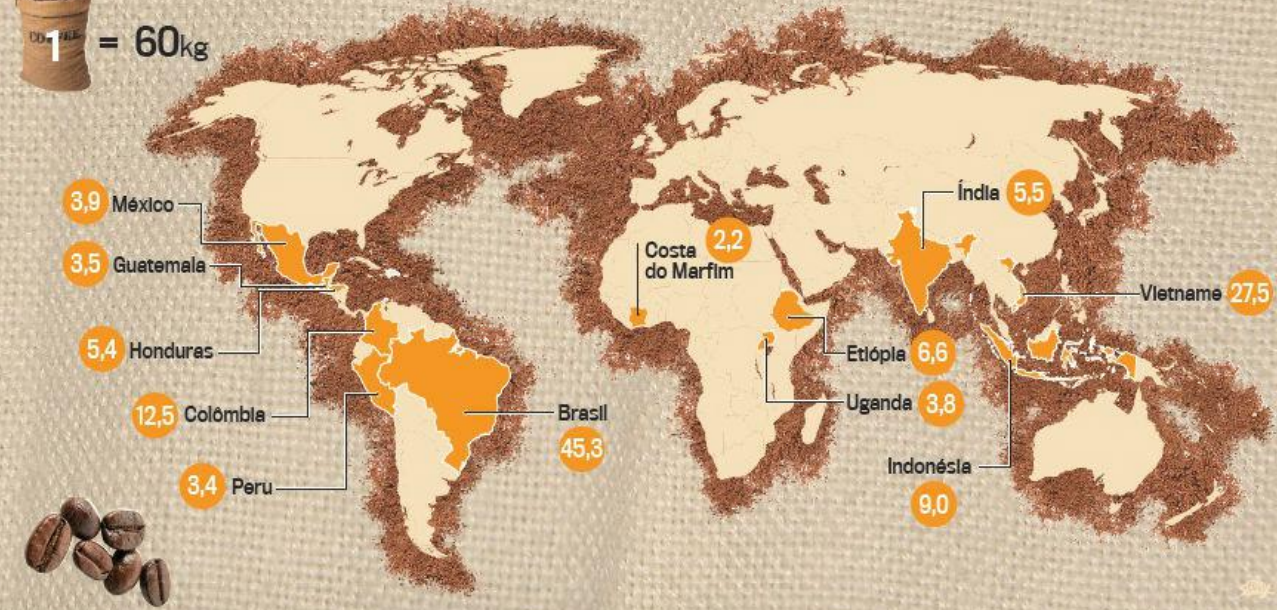 COFFEE
1 = 60kg
3,9 México
3,5 Guatemala
5,4 Honduras
12,5 Colômbia
3,4 Peru
Brasil
45,3
Costa
do Marfim
2,2
Índia 5,5
Vietname 27,5
Etiópia 6,6
Uganda 3,8
Indonésia
9,0